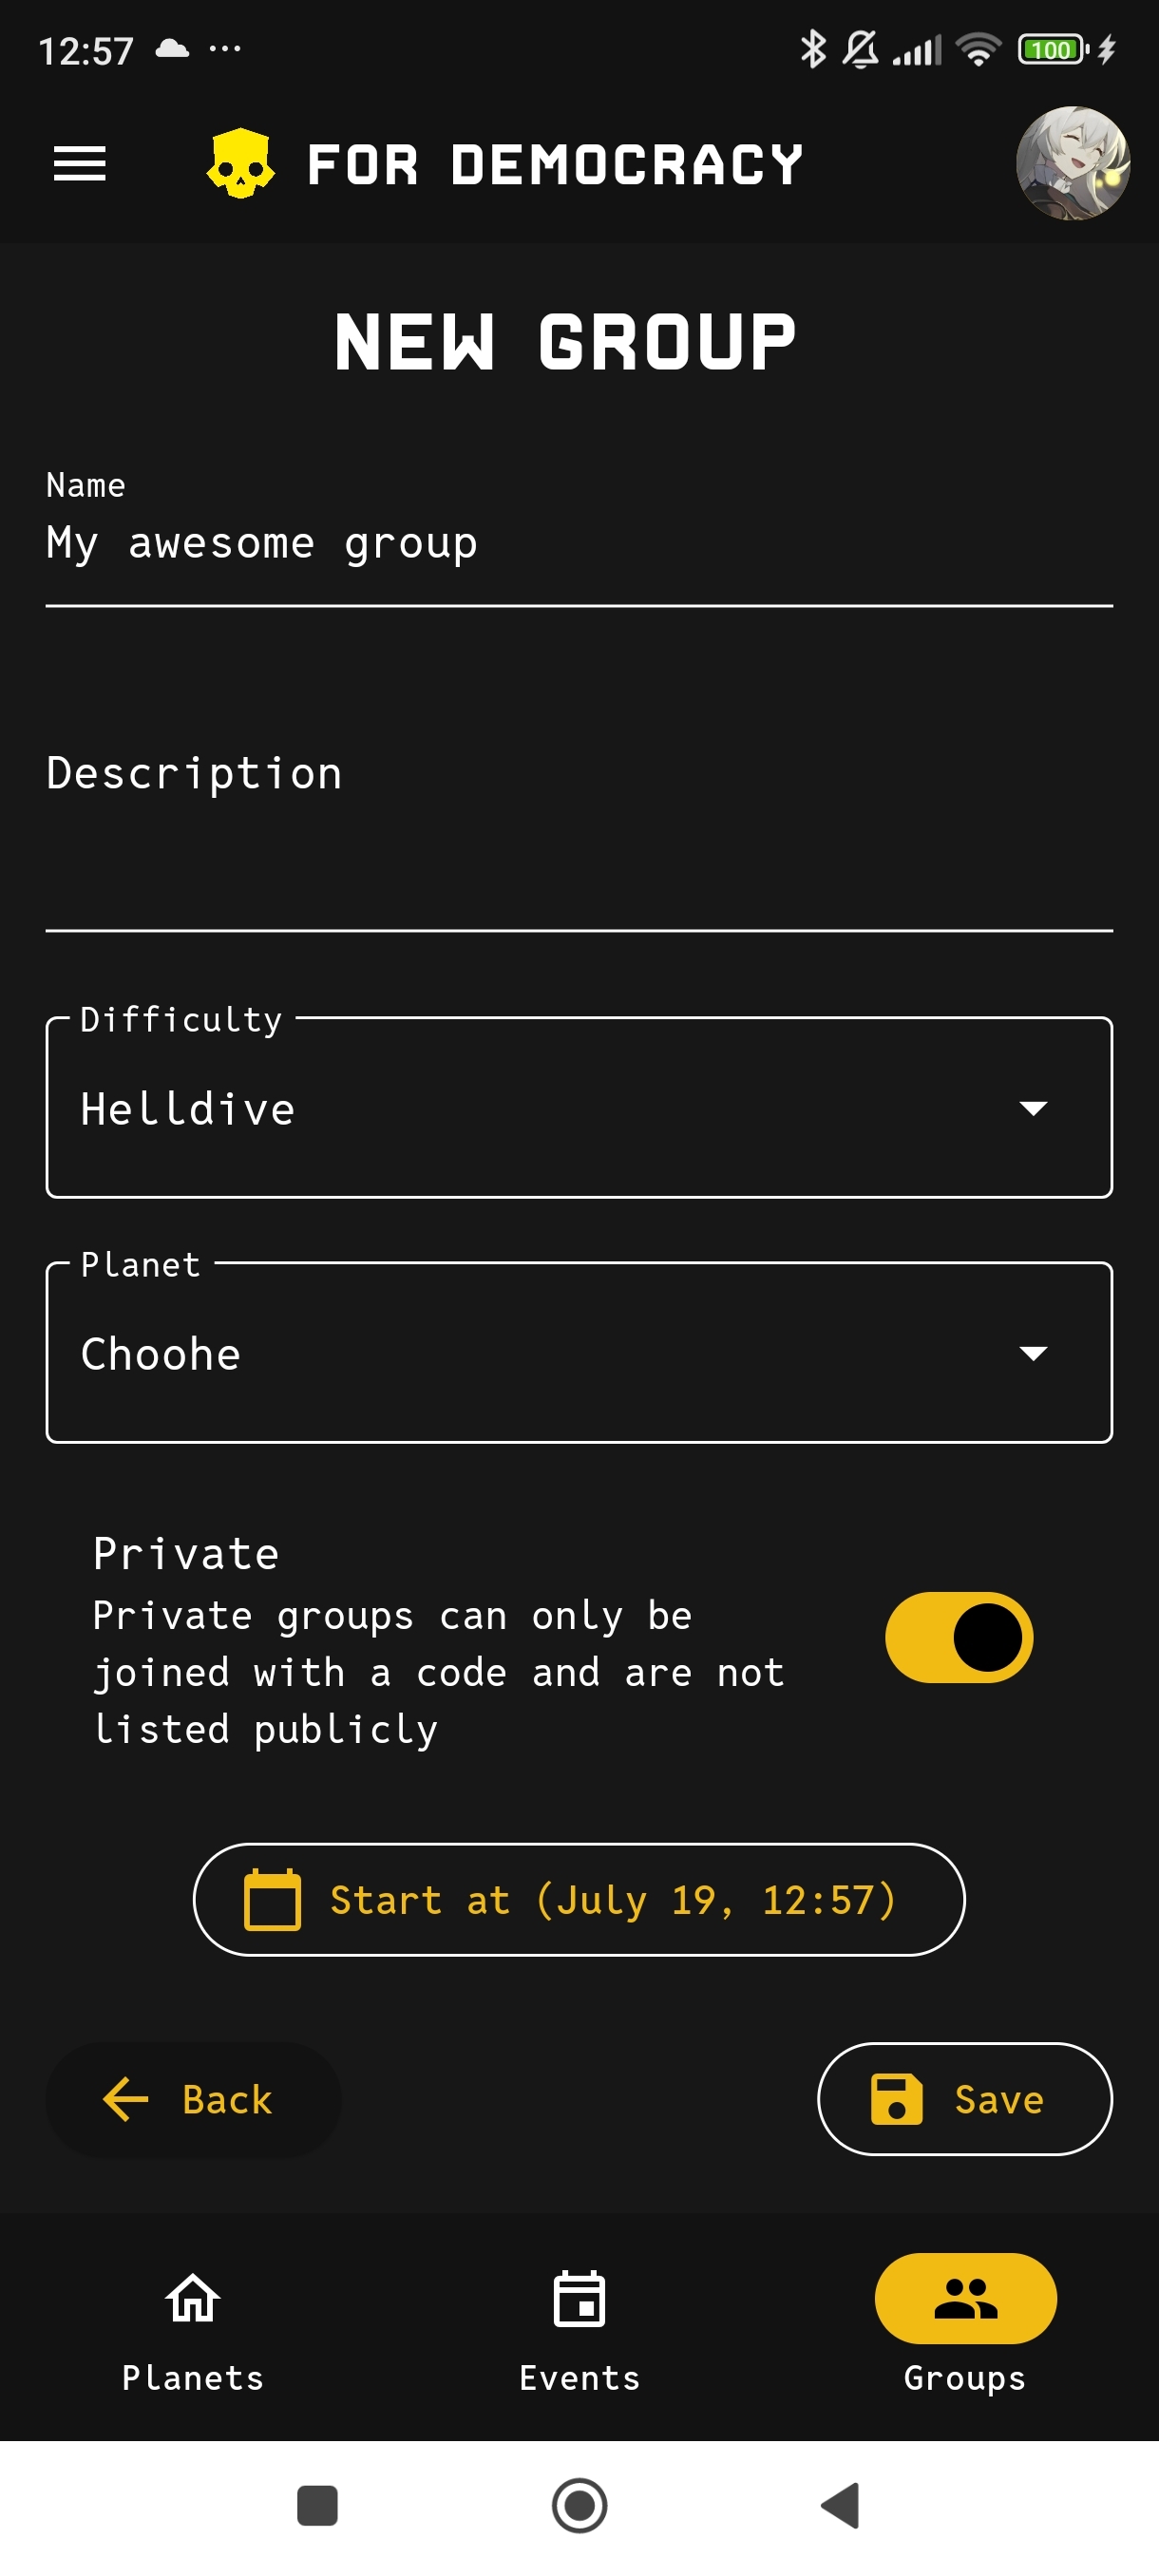 12:57
100
FOR DEMOCRACY
NEW GROUP
Name
My awesome group
Description
Difficulty
Helldive
Planet
Choohe
Private
Private groups can only be
joined with a code and are not
listed publicly
Start at (July 19, 12:57)
Back
Save
Planets
Events
Groups